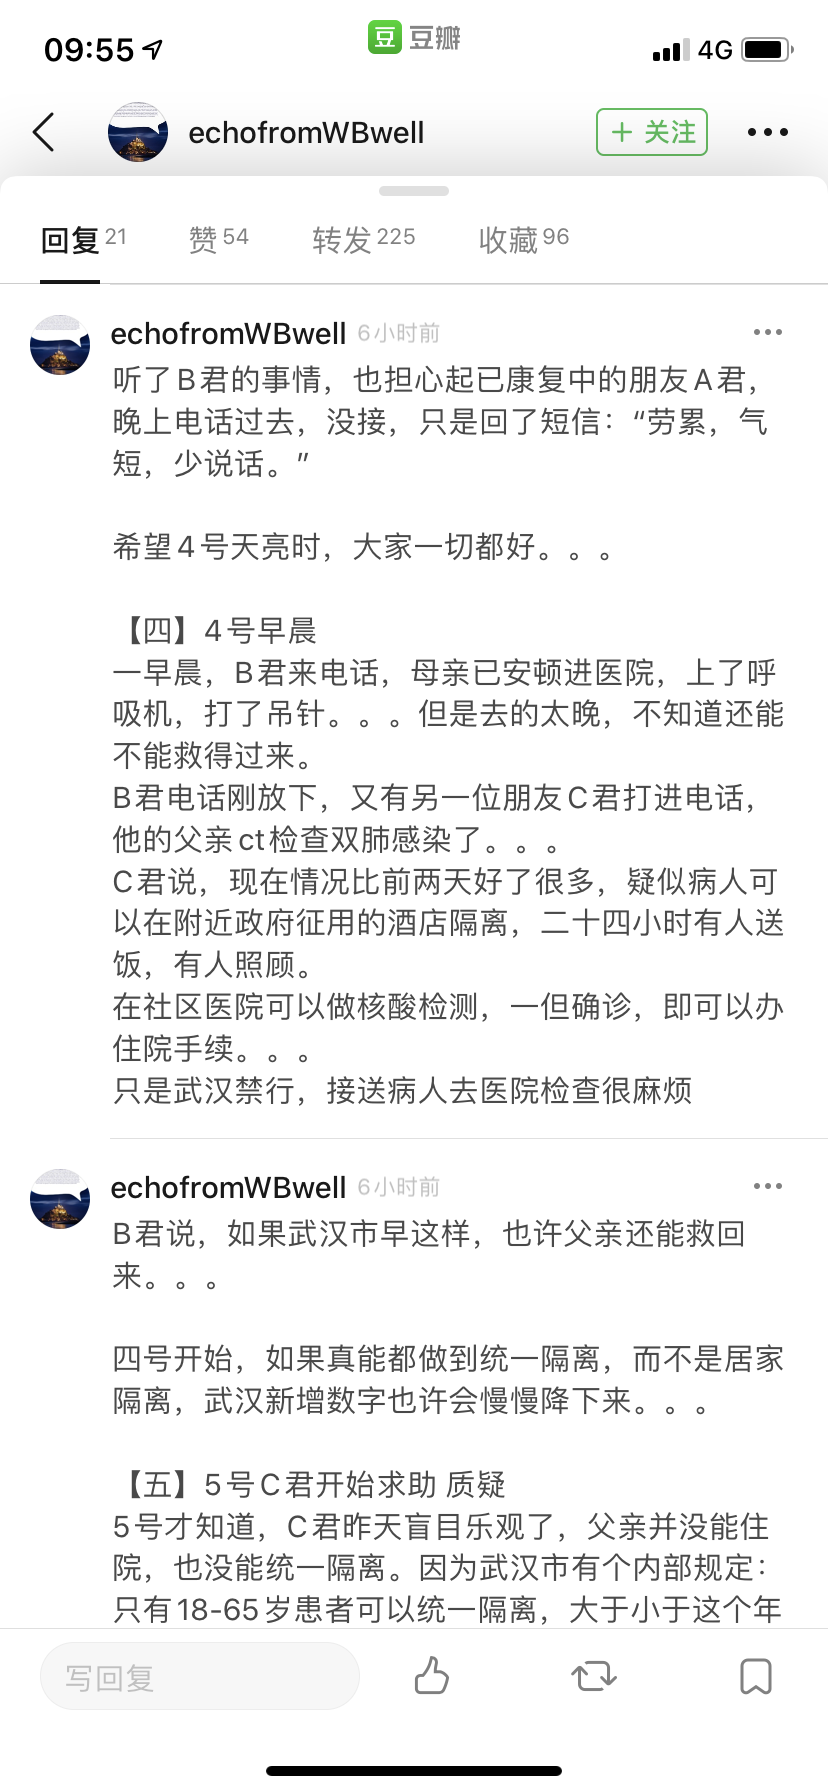 09:55
豆 豆瓣
4G
echofromWBwell
+ 关注
回复 21 赞 54 转发 225 收藏 96
echofromWBwell 6小时前
听了B君的事情，也担心起已康复中的朋友A君，
晚上电话过去，没接，只是回了短信：“劳累，气
短，少说话。”
希望4号天亮时，大家一切都好。。。
【四】4号早晨
一早晨，B君来电话，母亲已安顿进医院，上了呼
吸机，打了吊针。。。但是去的太晚，不知道还能
不能救得过来。
B君电话刚放下，又有另一位朋友C君打进电话，
他的父亲ct检查双肺感染了。。。
C君说，现在情况比前两天好了很多，疑似病人可
以在附近政府征用的酒店隔离，二十四小时有人送
饭，有人照顾。
在社区医院可以做核酸检测，一但确诊，即可以办
住院手续。。。
只是武汉禁行，接送病人去医院检查很麻烦
echofromWBwell 6小时前
B君说，如果武汉市早这样，也许父亲还能救回
来。。。
四号开始，如果真能都做到统一隔离，而不是居家
隔离，武汉新增数字也许会慢慢降下来。。。
【五】5号C君开始求助 质疑
5号才知道，C君昨天盲目乐观了，父亲并没能住
院，也没能统一隔离。因为武汉市有个内部规定：
只有18-65岁患者可以统一隔离，大于小于这个年
写回复